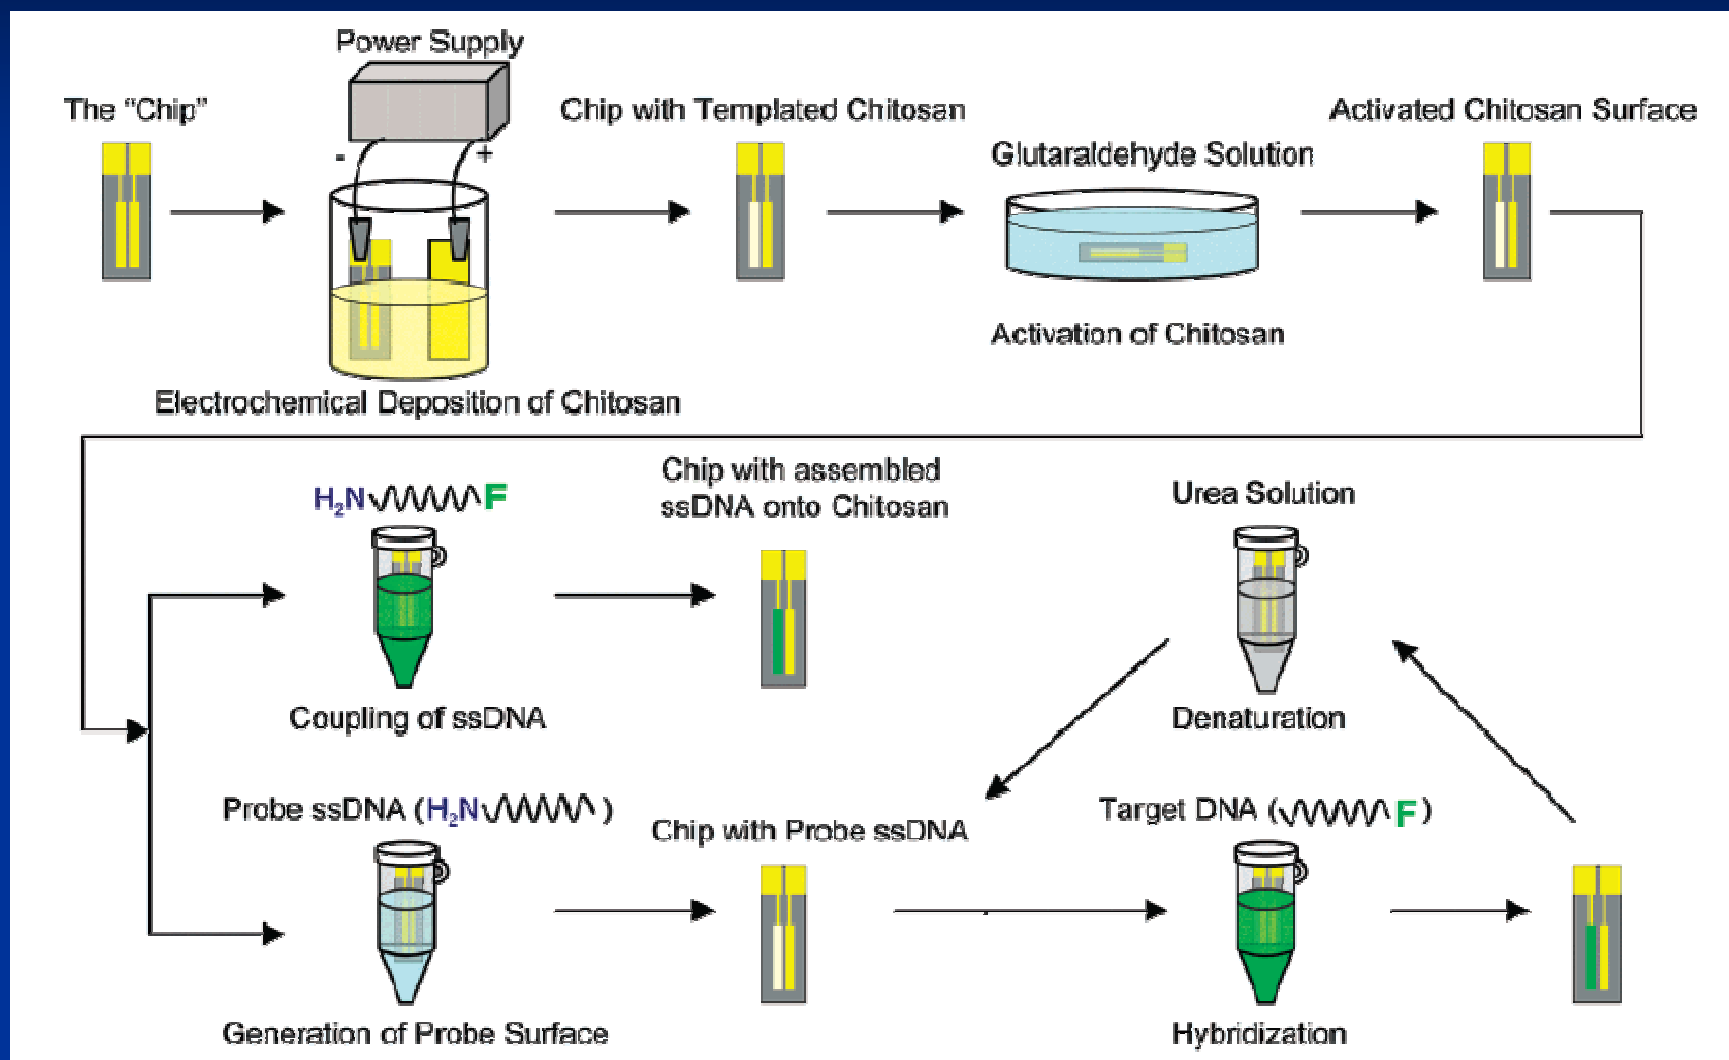 Power Supply
The "Chip"
Chip with Templated Chitosan
Activated Chitosan Surface
- +
Glutaraldehyde Solution
Activation of Chitosan
Electrochemical Deposition of Chitosan
H₂N F
Chip with assembled
ssDNA onto Chitosan
Urea Solution
Coupling of ssDNA
Denaturation
Probe ssDNA (H₂N )
Chip with Probe ssDNA
Target DNA ( F )
Generation of Probe Surface
Hybridization